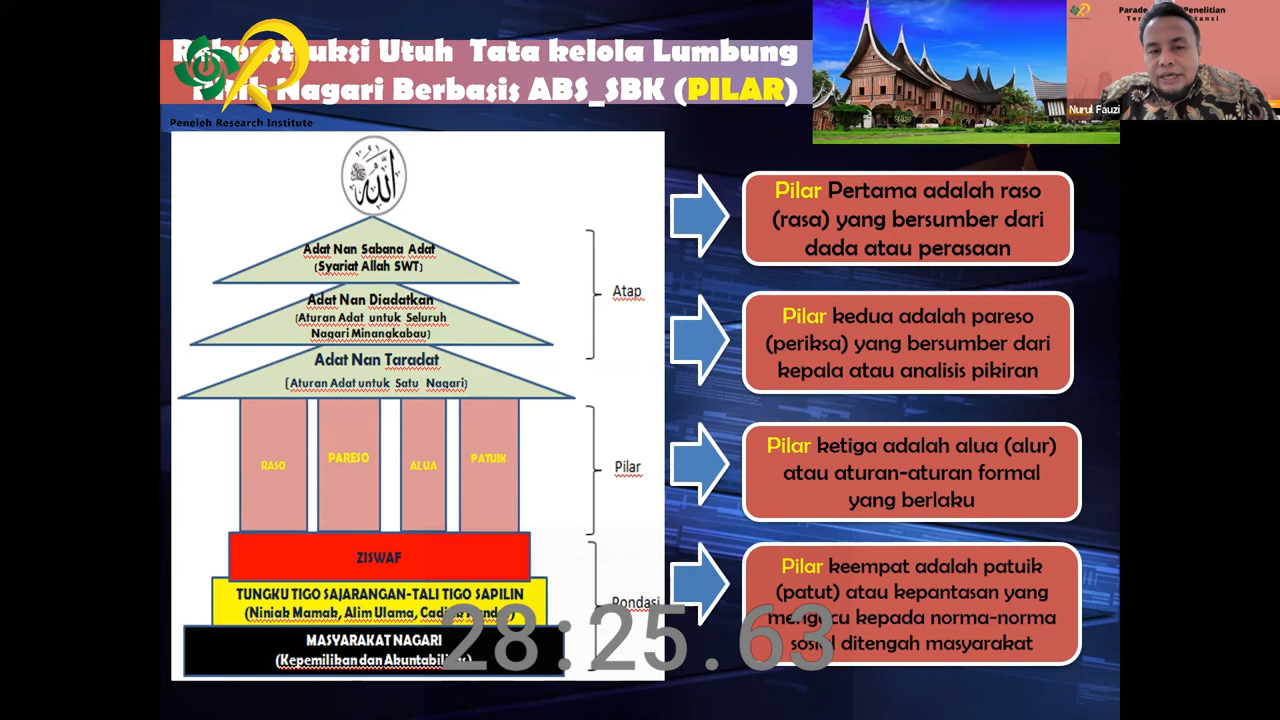 Utuh Tata kelola Lumbung
Nagari Berbasis ABS_SBK (PILAR)
Peneleh Research Institute
Nurul Fauzi
Adat Nan Sabana Adat
(Syariat Allah SWT)
Adat Nan Diadatkan
(Aturan Adat untuk Seluruh
Nagari Minangkabau)
Adat Nan Taradat
(Aturan Adat untuk Satu Nagari)
Atap
RASO
PARESO
ALUA
PATUIK
Pilar
ZISWAF
TUNGKU TIGO SAJARANGAN-TALI TIGO SAPILIN
(Niniak Mamak, Alim Ulama,
MASYARAKAT NAGARI
(Kepemiliban dan
Pondasi
Pilar Pertama adalah raso
(rasa) yang bersumber dari
dada atau perasaan
Pilar kedua adalah pareso
(periksa) yang bersumber dari
kepala atau analisis pikiran
Pilar ketiga adalah alua (alur)
atau aturan-aturan formal
yang berlaku
Pilar keempat adalah patuik
(patut) atau kepantasan yang
mengacu kepada norma-norma
sosial ditengah masyarakat
28:25.63
الله